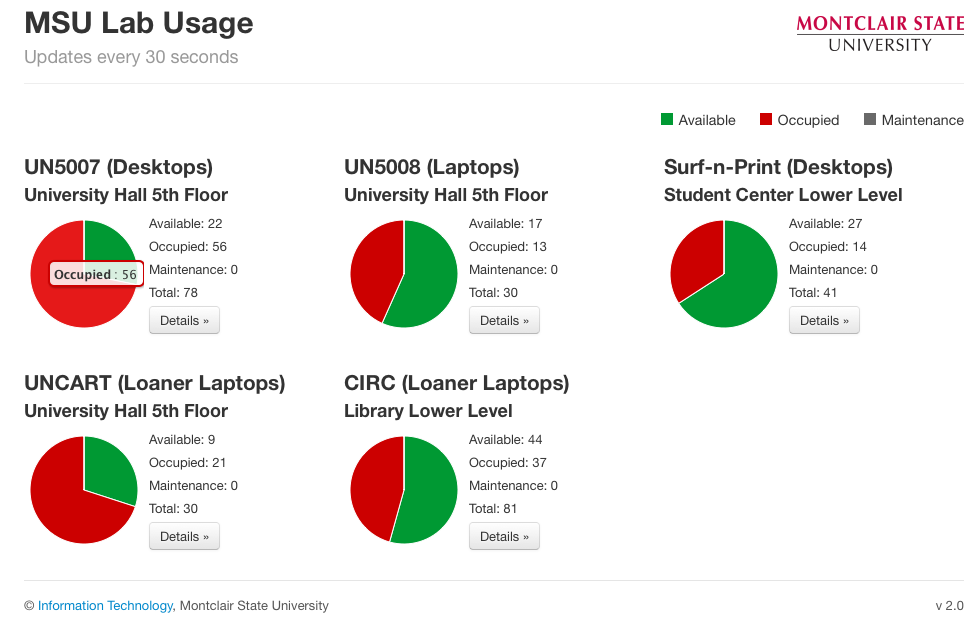 MSU Lab Usage
Updates every 30 seconds
MONTCLAIR STATE
UNIVERSITY
Available
Occupied
Maintenance
UN5007 (Desktops)
University Hall 5th Floor
Available: 22
Occupied: 56
Maintenance: 0
Total: 78
Details »
Occupied : 56
UN5008 (Laptops)
University Hall 5th Floor
Available: 17
Occupied: 13
Maintenance: 0
Total: 30
Details »
Surf-n-Print (Desktops)
Student Center Lower Level
Available: 27
Occupied: 14
Maintenance: 0
Total: 41
Details »
UNCART (Loaner Laptops)
University Hall 5th Floor
Available: 9
Occupied: 21
Maintenance: 0
Total: 30
Details »
CIRC (Loaner Laptops)
Library Lower Level
Available: 44
Occupied: 37
Maintenance: 0
Total: 81
Details »
© Information Technology, Montclair State University
v 2.0